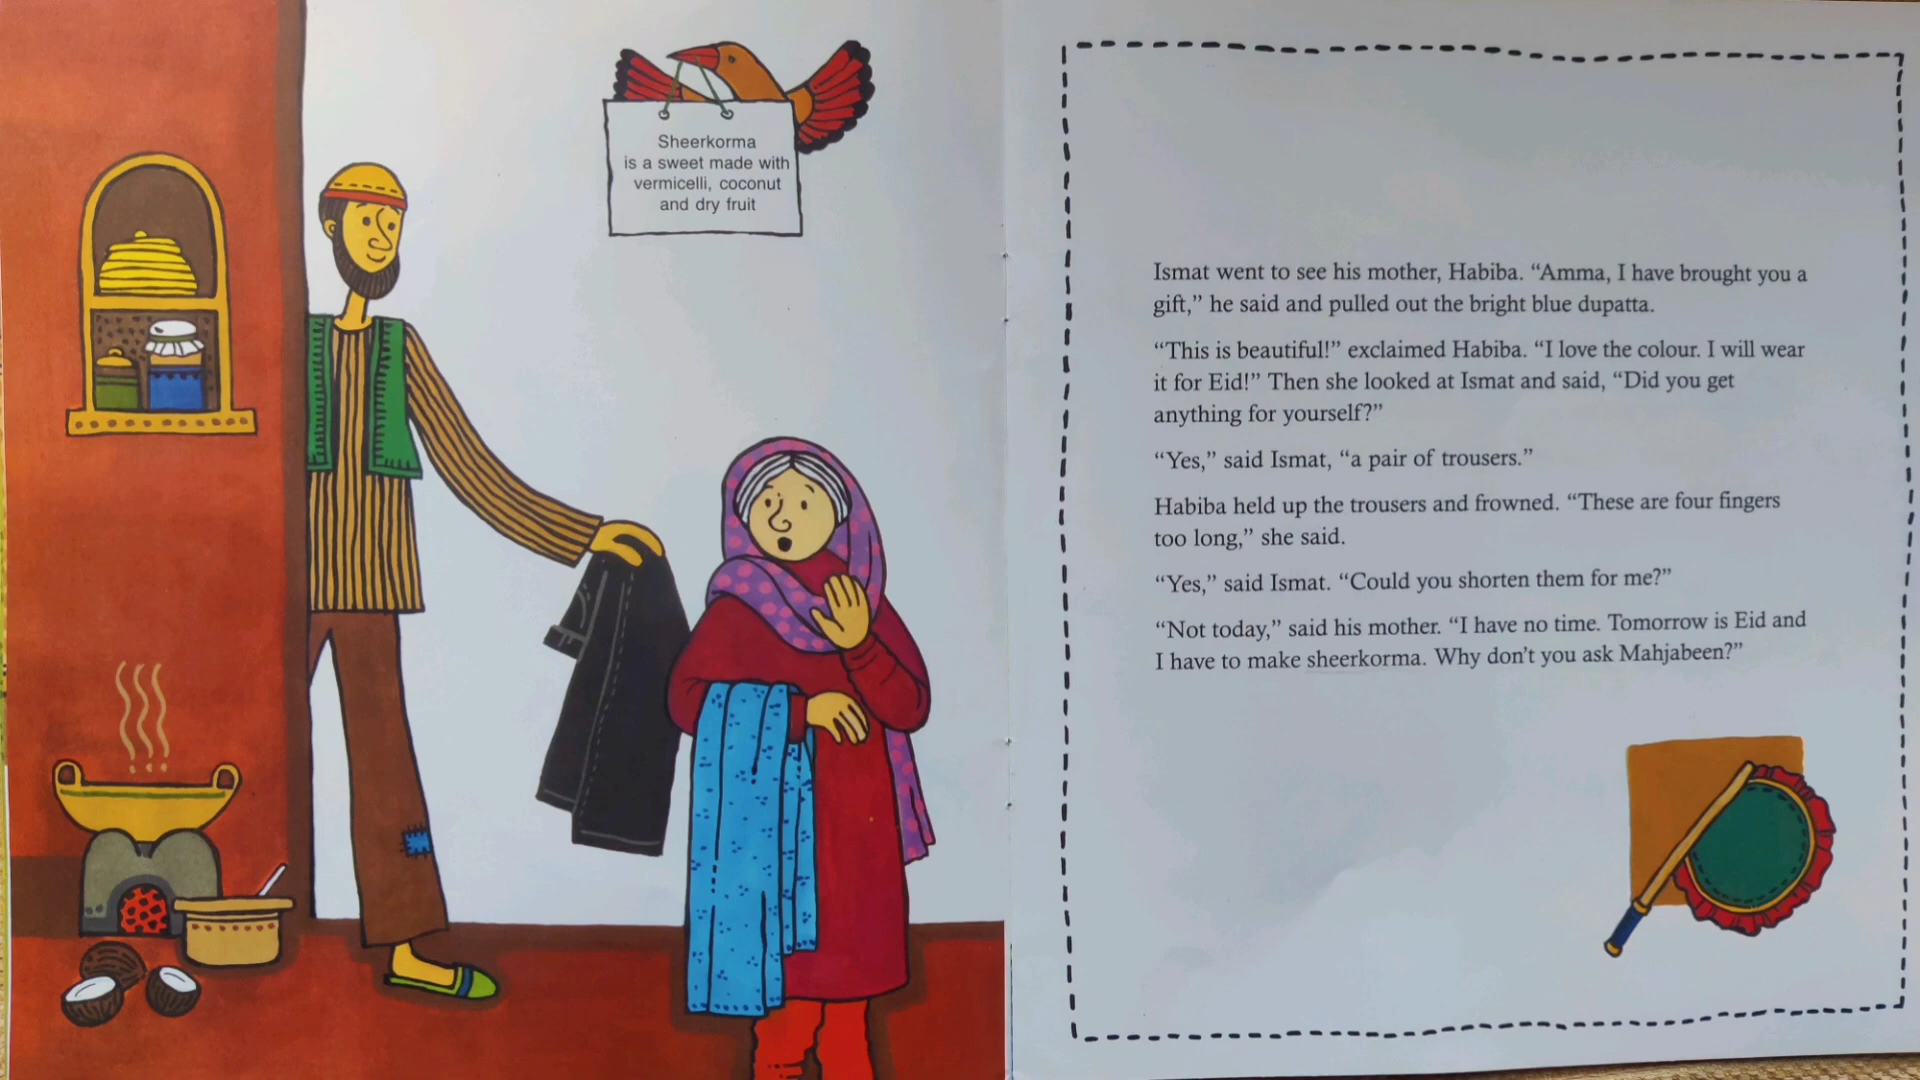 Sheerkorma
is a sweet made with
vermicelli, coconut
and dry fruit
Ismat went to see his mother, Habiba. “Amma, I have brought you a
gift,” he said and pulled out the bright blue dupatta.
“This is beautiful!” exclaimed Habiba. “I love the colour. I will wear
it for Eid!” Then she looked at Ismat and said, “Did you get
anything for yourself?”
“Yes,” said Ismat, “a pair of trousers.”
Habiba held up the trousers and frowned. “These are four fingers
too long,” she said.
“Yes,” said Ismat. “Could you shorten them for me?”
“Not today,” said his mother. “I have no time. Tomorrow is Eid and
I have to make sheerkorma. Why don’t you ask Mahjabeen?”